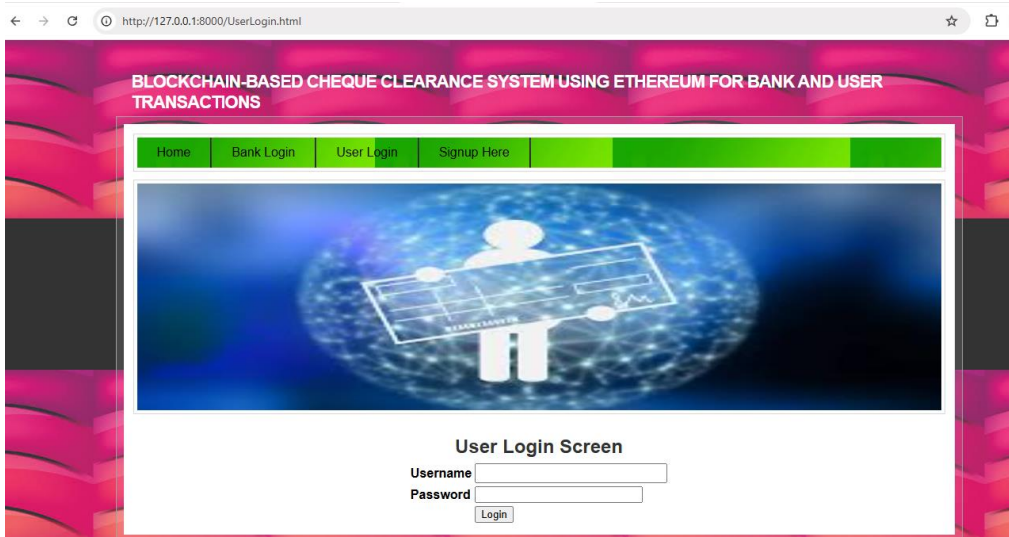 http://127.0.0.1:8000/UserLogin.html
BLOCKCHAIN-BASED CHEQUE CLEARANCE SYSTEM USING ETHEREUM FOR BANK AND USER
TRANSACTIONS
Home Bank Login User Login Signup Here
User Login Screen
Username
Password
Login